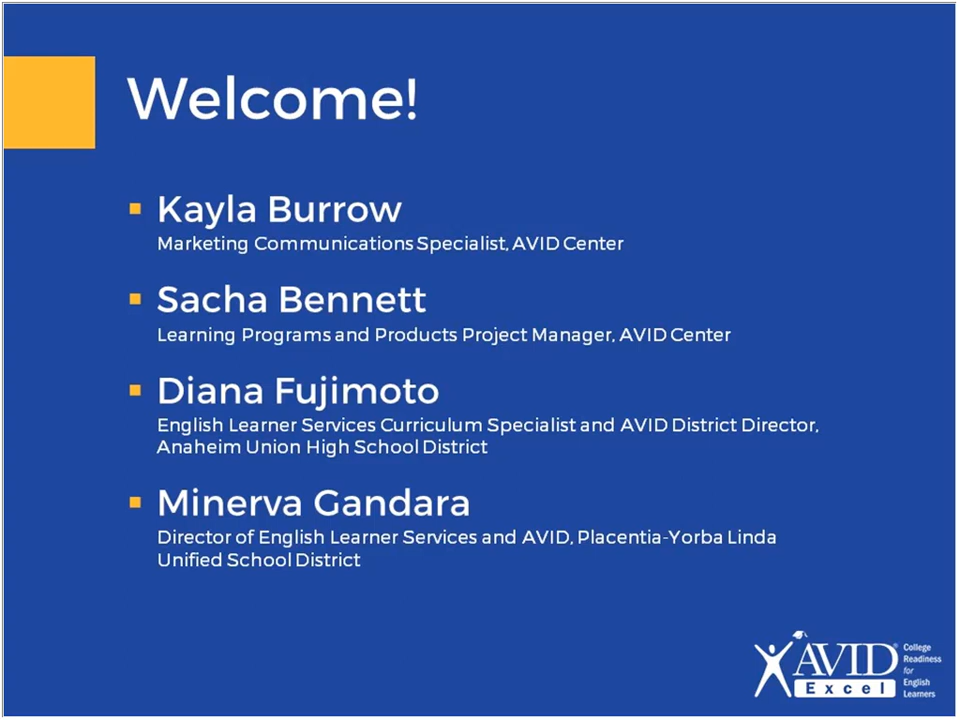 Welcome!
Kayla Burrow
Marketing Communications Specialist, AVID Center
Sacha Bennett
Learning Programs and Products Project Manager, AVID Center
Diana Fujimoto
English Learner Services Curriculum Specialist and AVID District Director,
Anaheim Union High School District
Minerva Gandara
Director of English Learner Services and AVID, Placentia-Yorba Linda
Unified School District
AVID®
Excel
College
Readiness
for
English
Learners